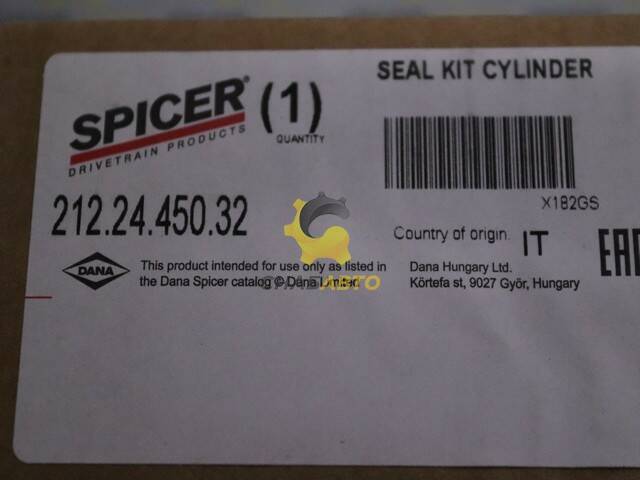 SPICER®
DRIVETRAIN PRODUCTS
(1)
QUANTITY
SEAL KIT CYLINDER
X182GS
212.24.450.32
Country of origin. IT
EAC
DANA
This product intended for use only as listed in
the Dana Spicer catalog © Dana Limited.
Dana Hungary Ltd.
Körtefa st, 9027 Győr, Hungary